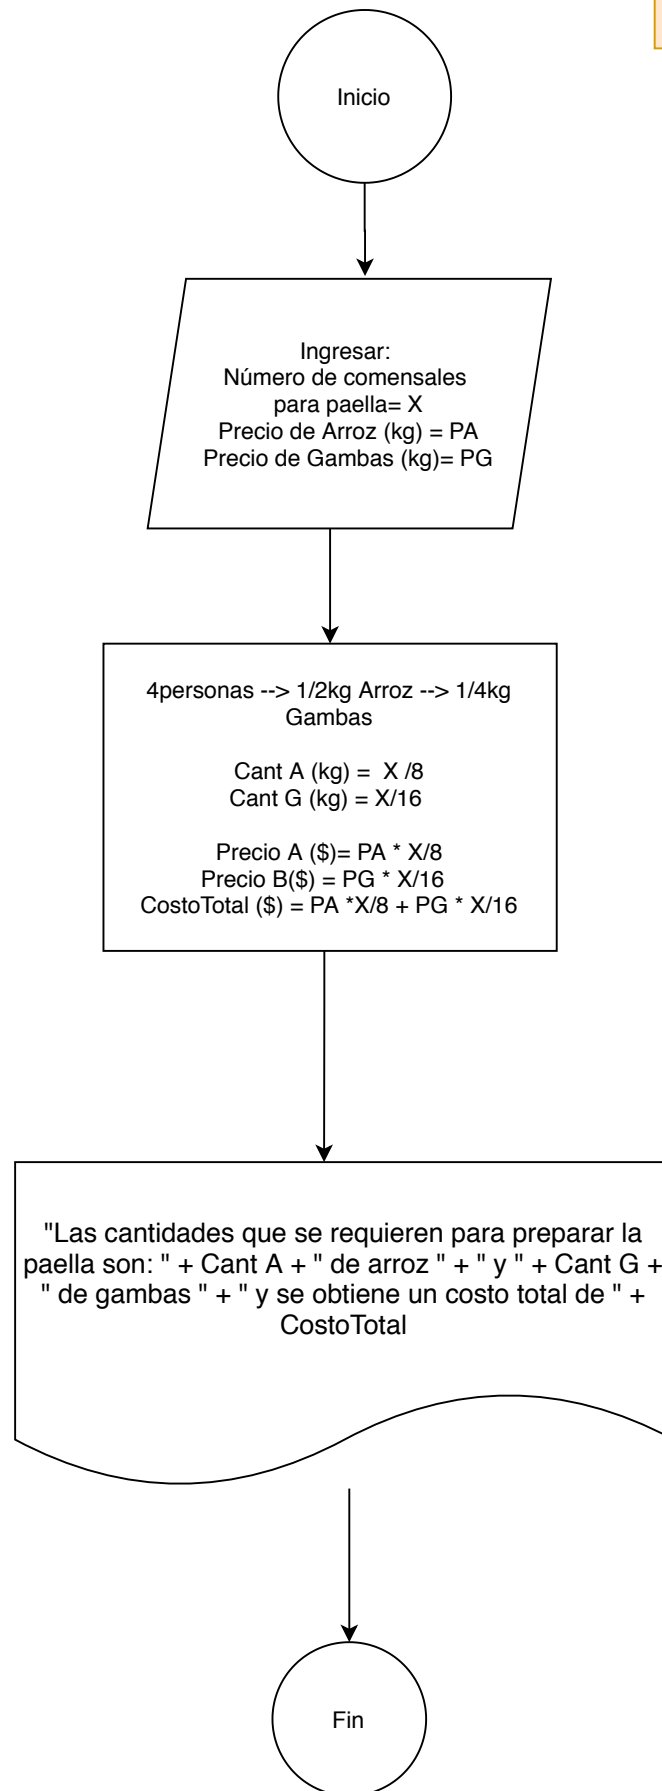 Inicio
Ingresar:
Número de comensales
para paella= X
Precio de Arroz (kg) = PA
Precio de Gambas (kg)= PG
4personas --> 1/2kg Arroz --> 1/4kg
Gambas
Cant A (kg) =  X /8
Cant G (kg) = X/16
Precio A ($)= PA * X/8
Precio B($) = PG * X/16
CostoTotal ($) = PA *X/8 + PG * X/16
"Las cantidades que se requieren para preparar la
paella son: " + Cant A + " de arroz " + " y " + Cant G +
" de gambas " + " y se obtiene un costo total de " +
CostoTotal
Fin